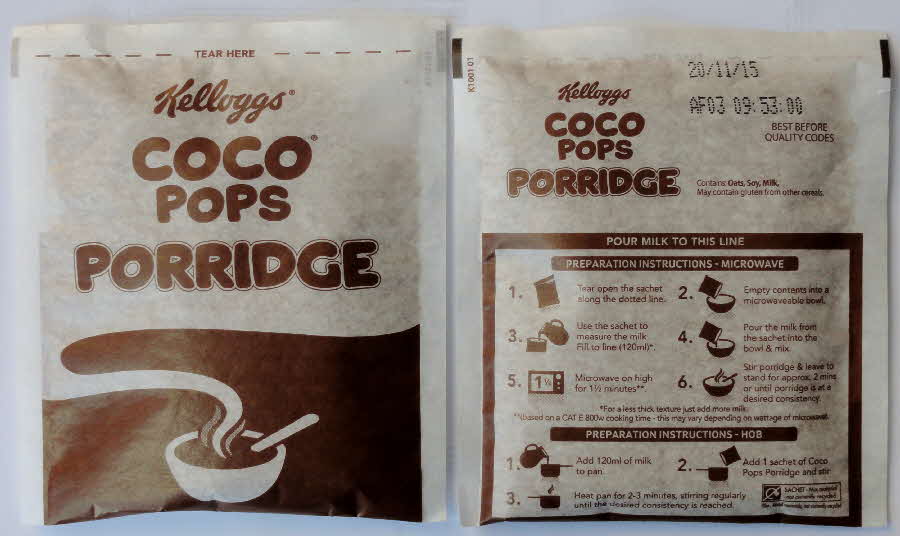 TEAR HERE
Kellogg's®
COCO®
POPS
PORRIDGE
K1001 01
20/11/15
AF03 09:53:00
BEST BEFORE
QUALITY CODES
Kellogg's
COCO
POPS
PORRIDGE
Contains: Oats, Soy, Milk.
May contain gluten from other cereals.
POUR MILK TO THIS LINE
PREPARATION INSTRUCTIONS - MICROWAVE
1. Tear open the sachet
along the dotted line.
2. Empty contents into a
microwaveable bowl.
3. Use the sachet to
measure the milk
Fill to line (120ml)*.
4. Pour the milk from
the sachet into the
bowl & mix.
5. 1½ Microwave on high
for 1½ minutes**
6. Stir porridge & leave to
stand for approx. 2 mins
or until porridge is at a
desired consistency.
*For a less thick texture just add more milk.
**based on a CAT E 800w cooking time - this may vary depending on wattage of microwave.
PREPARATION INSTRUCTIONS - HOB
1. Add 120ml of milk
to pan.
2. Add 1 sachet of Coco
Pops Porridge and stir
3. Heat pan for 2-3 minutes, stirring regularly
until the desired consistency is reached.
SACHET - Mix material
not currently recycled